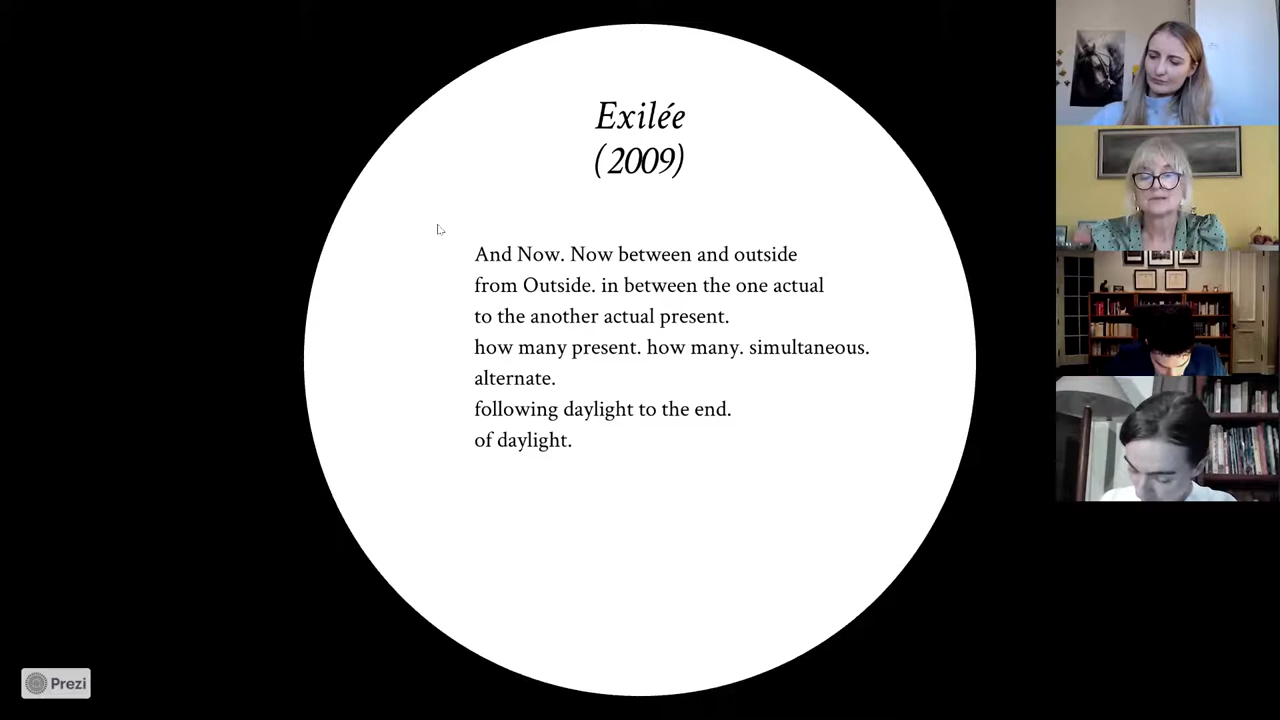 Exilée
(2009)
And Now. Now between and outside
from Outside. in between the one actual
to the another actual present.
how many present. how many. simultaneous.
alternate.
following daylight to the end.
of daylight.
Prezi